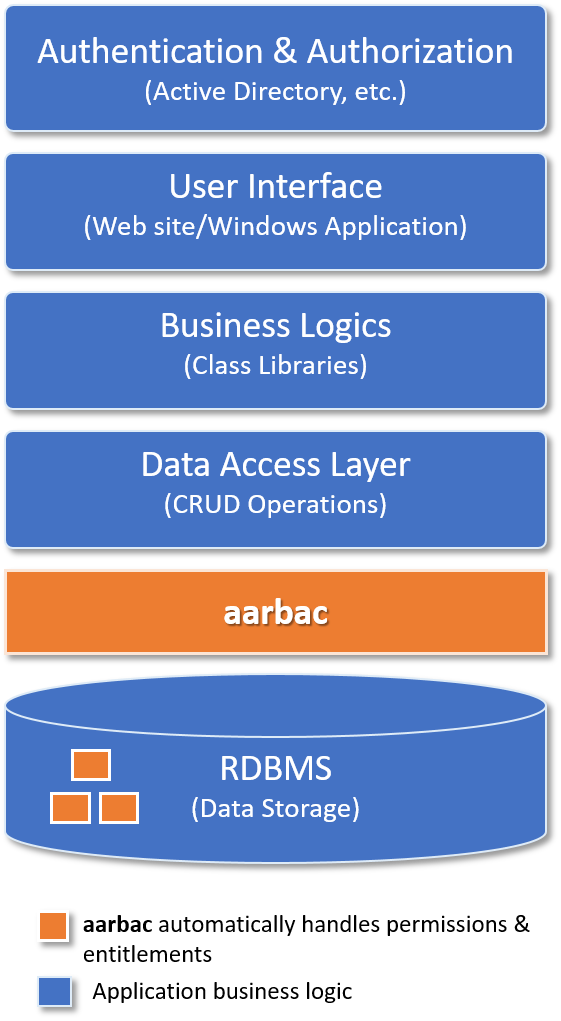 Authentication & Authorization
(Active Directory, etc.)
User Interface
(Web site/Windows Application)
Business Logics
(Class Libraries)
Data Access Layer
(CRUD Operations)
aarbac
RDBMS
(Data Storage)
aarbac automatically handles permissions &
entitlements
Application business logic